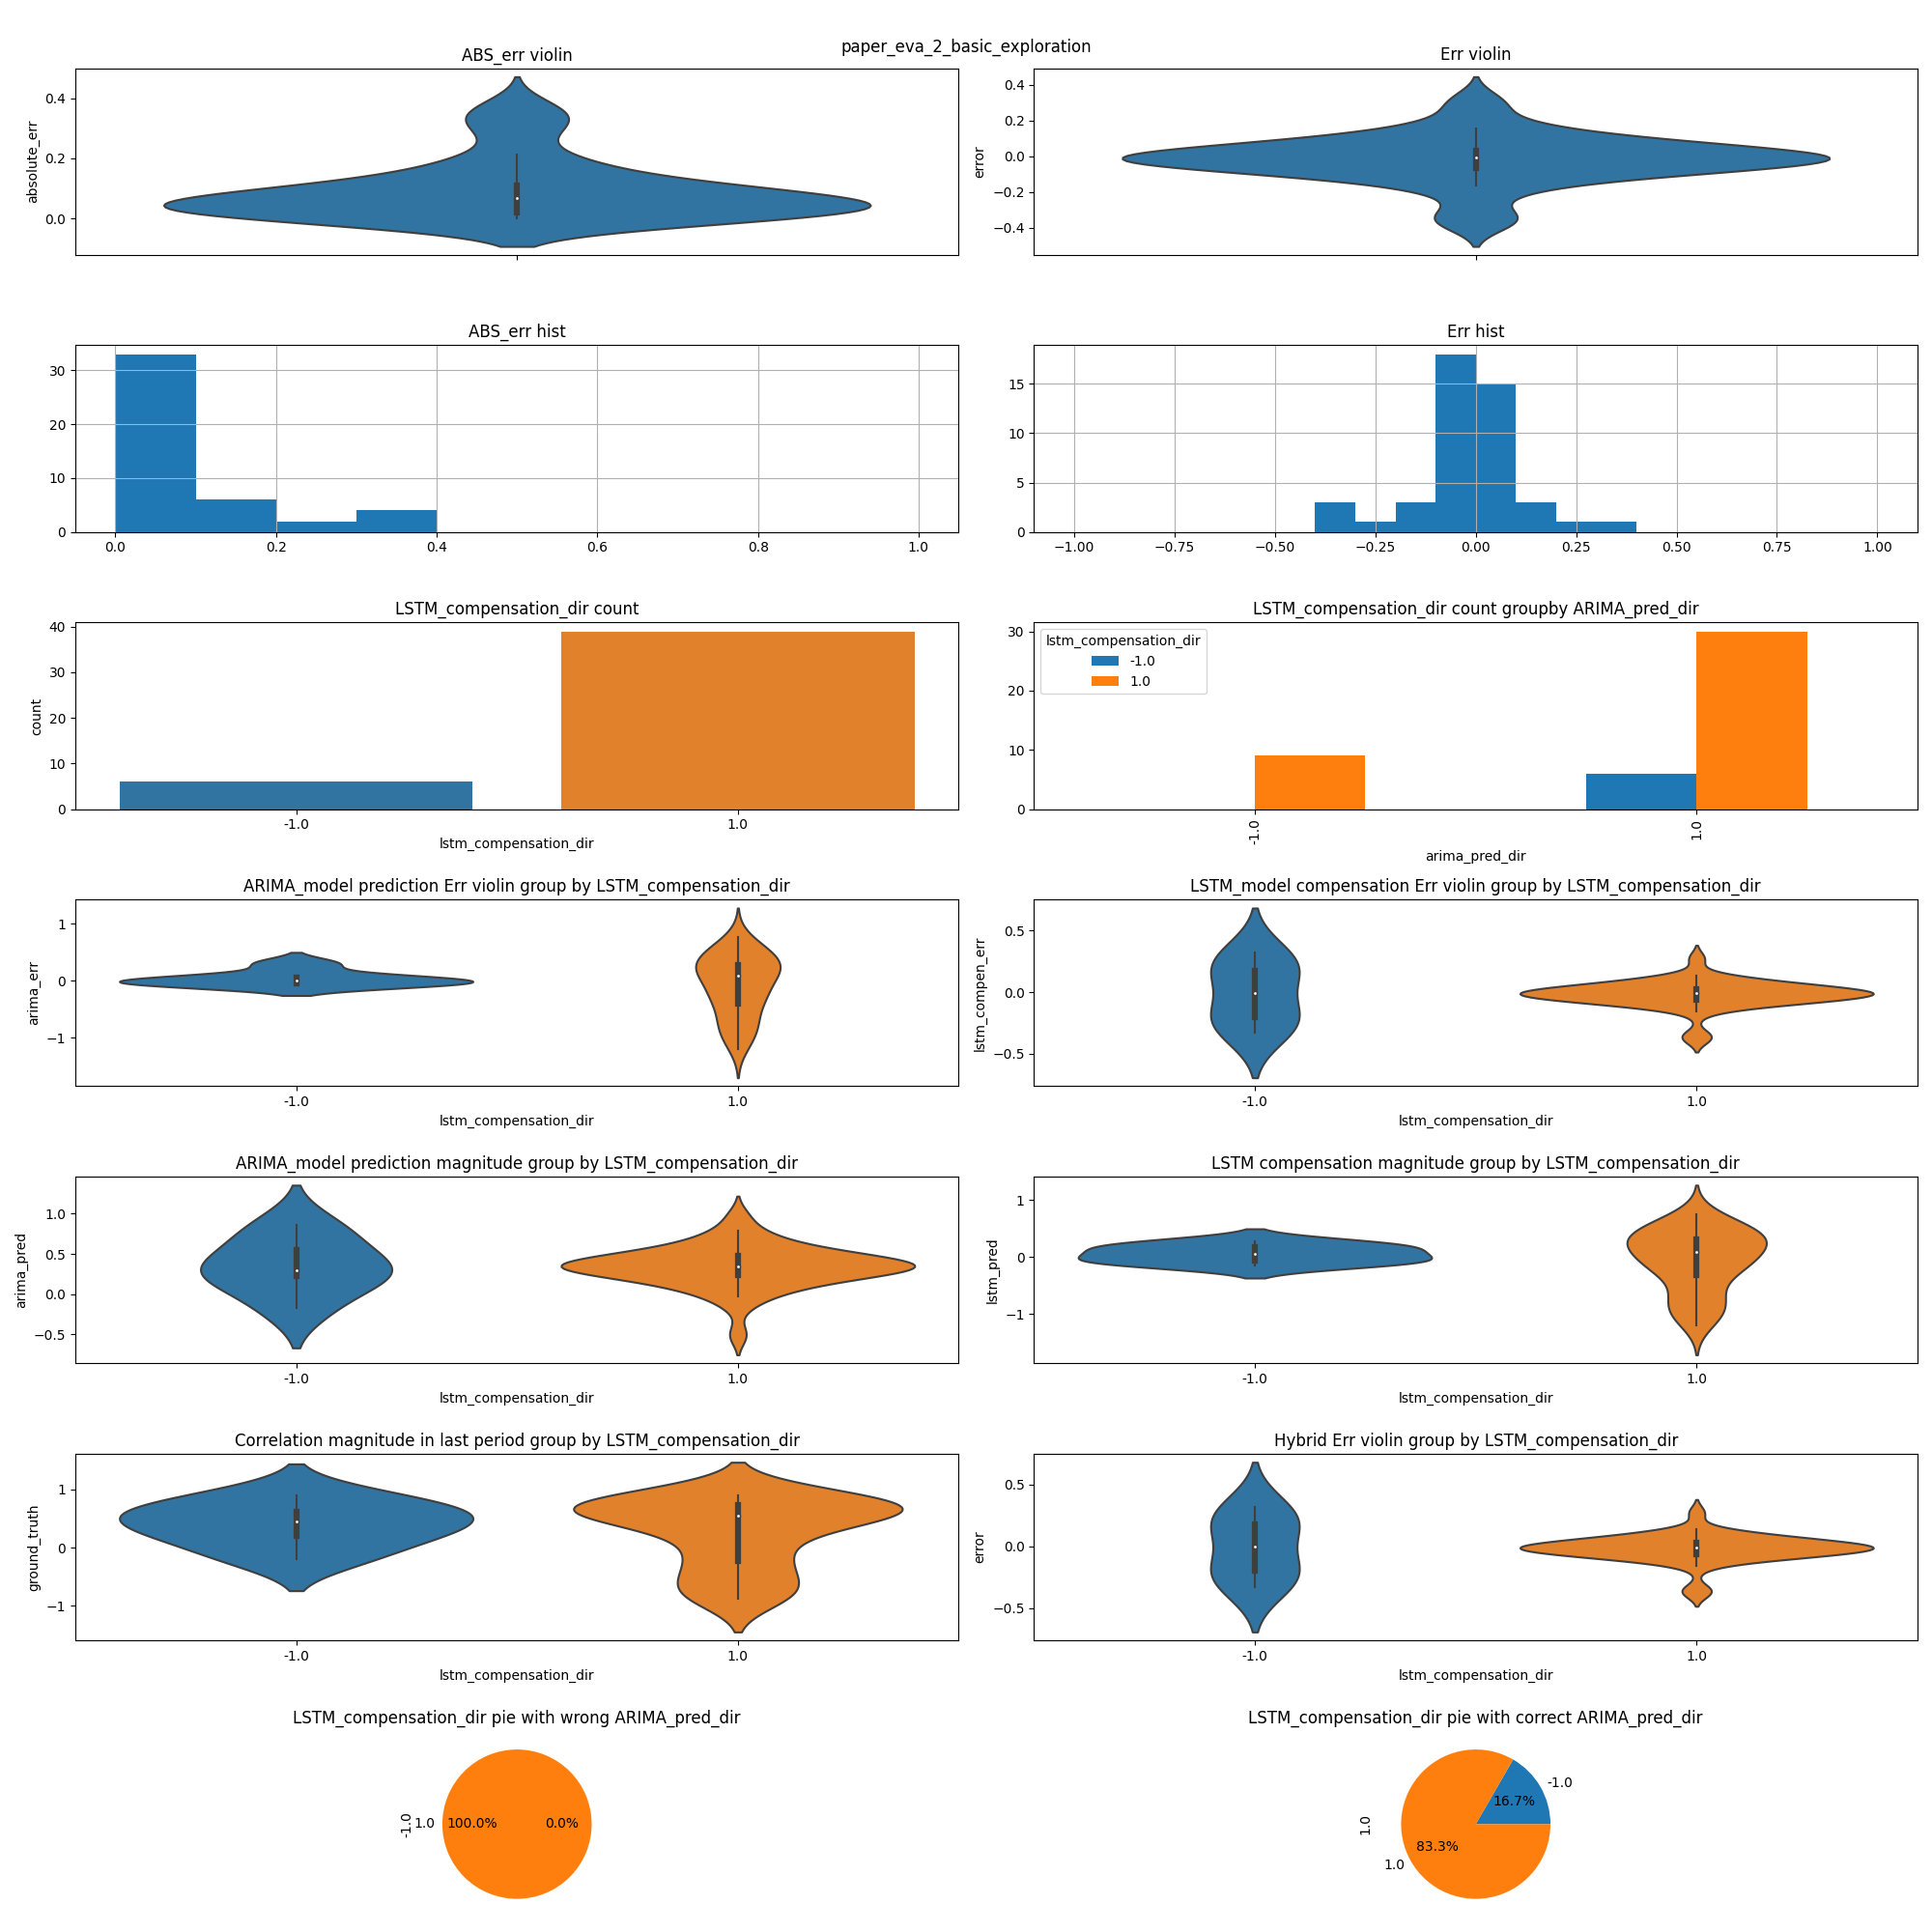 paper_eva_2_basic_exploration
ABS_err violin
absolute_err
0.4
0.2
0.0
Err violin
error
0.4
0.2
0.0
−0.2
−0.4
ABS_err hist
30
20
10
0
0.0 0.2 0.4 0.6 0.8 1.0
Err hist
15
10
5
0
−1.00 −0.75 −0.50 −0.25 0.00 0.25 0.50 0.75 1.00
LSTM_compensation_dir count
count
40
30
20
10
0
-1.0 1.0
lstm_compensation_dir
LSTM_compensation_dir count groupby ARIMA_pred_dir
lstm_compensation_dir
-1.0
1.0
30
20
10
0
-1.0 1.0
arima_pred_dir
ARIMA_model prediction Err violin group by LSTM_compensation_dir
arima_err
1
0
−1
-1.0 1.0
lstm_compensation_dir
LSTM_model compensation Err violin group by LSTM_compensation_dir
lstm_compen_err
0.5
0.0
−0.5
-1.0 1.0
lstm_compensation_dir
ARIMA_model prediction magnitude group by LSTM_compensation_dir
arima_pred
1.0
0.5
0.0
−0.5
-1.0 1.0
lstm_compensation_dir
LSTM compensation magnitude group by LSTM_compensation_dir
lstm_pred
1
0
−1
-1.0 1.0
lstm_compensation_dir
Correlation magnitude in last period group by LSTM_compensation_dir
ground_truth
1
0
−1
-1.0 1.0
lstm_compensation_dir
Hybrid Err violin group by LSTM_compensation_dir
error
0.5
0.0
−0.5
-1.0 1.0
lstm_compensation_dir
LSTM_compensation_dir pie with wrong ARIMA_pred_dir
-1.0
1.0
100.0%
0.0%
LSTM_compensation_dir pie with correct ARIMA_pred_dir
1.0
-1.0
16.7%
83.3%
1.0